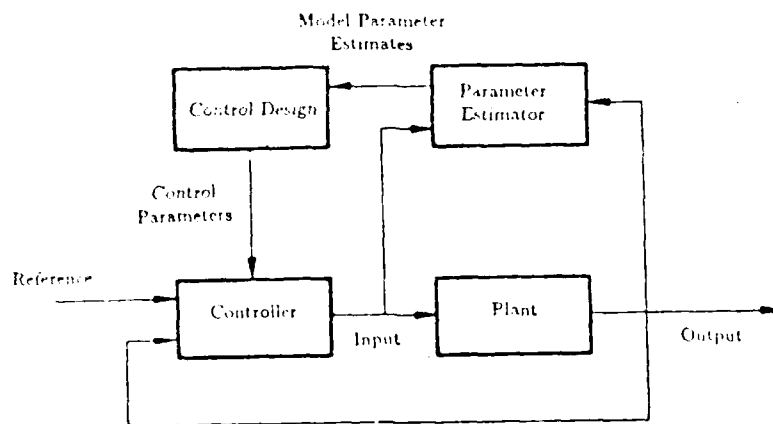 Model Parameter
Estimates
Control Design
Parameter
Estimator
Control
Parameters
Reference
Controller
Input
Plant
Output